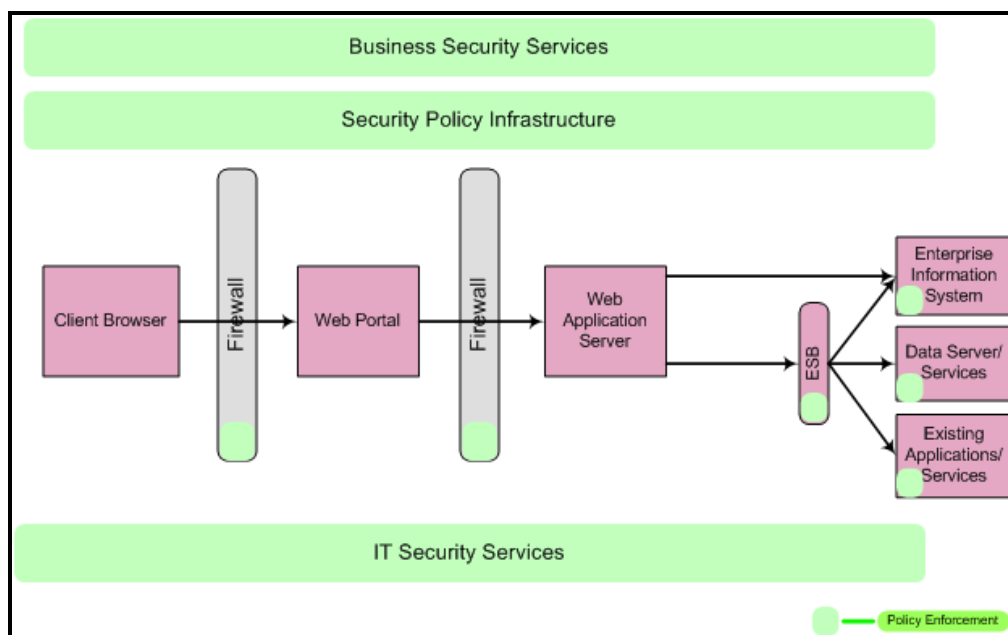 Business Security Services
Security Policy Infrastructure
Client Browser
Firewall
Web Portal
Firewall
Web
Application
Server
ESB
Enterprise
Information
System
Data Server/
Services
Existing
Applications/
Services
IT Security Services
Policy Enforcement